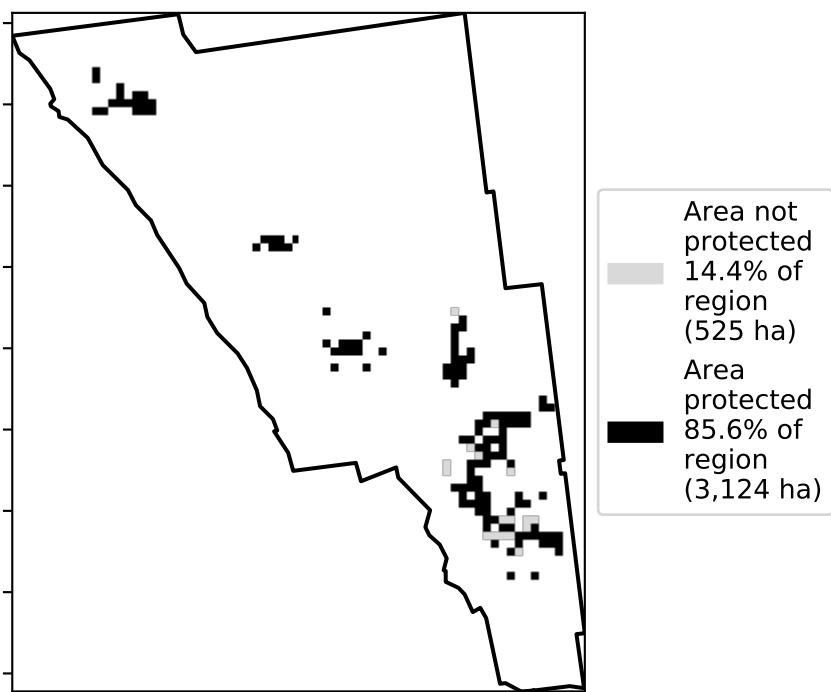 Area not
protected
14.4% of
region
(525 ha)
Area
protected
85.6% of
region
(3,124 ha)